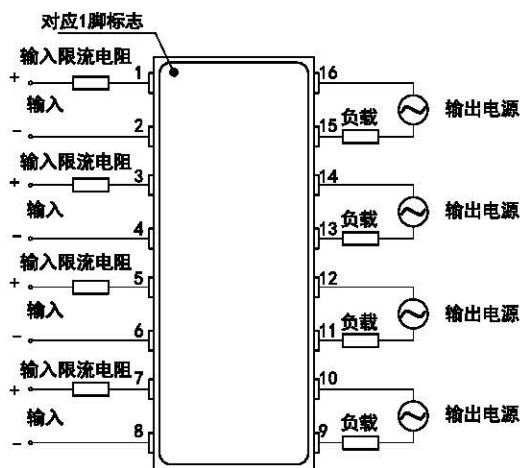 对应1脚标志
输入限流电阻
+ 1 16
输入 负载 输出电源
- 2 15
输入限流电阻
+ 3 14
输入 负载 输出电源
- 4 13
输入限流电阻
+ 5 12
输入 负载 输出电源
- 6 11
输入限流电阻
+ 7 10
输入 负载 输出电源
- 8 9